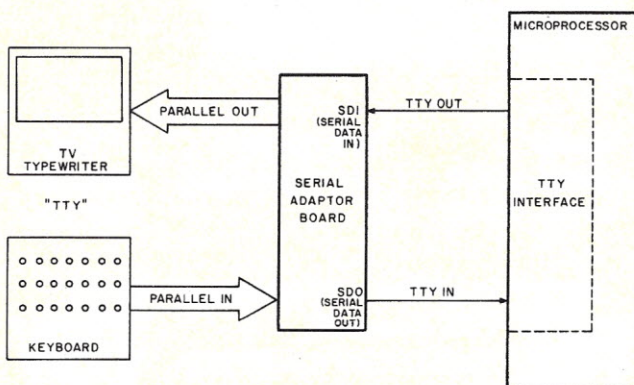 MICROPROCESSOR
PARALLEL OUT
SDI
(SERIAL
DATA
IN)
TTY OUT
TV
TYPEWRITER
"TTY"
SERIAL
ADAPTOR
BOARD
TTY
INTERFACE
PARALLEL IN
SDO
(SERIAL
DATA
OUT)
TTY IN
KEYBOARD